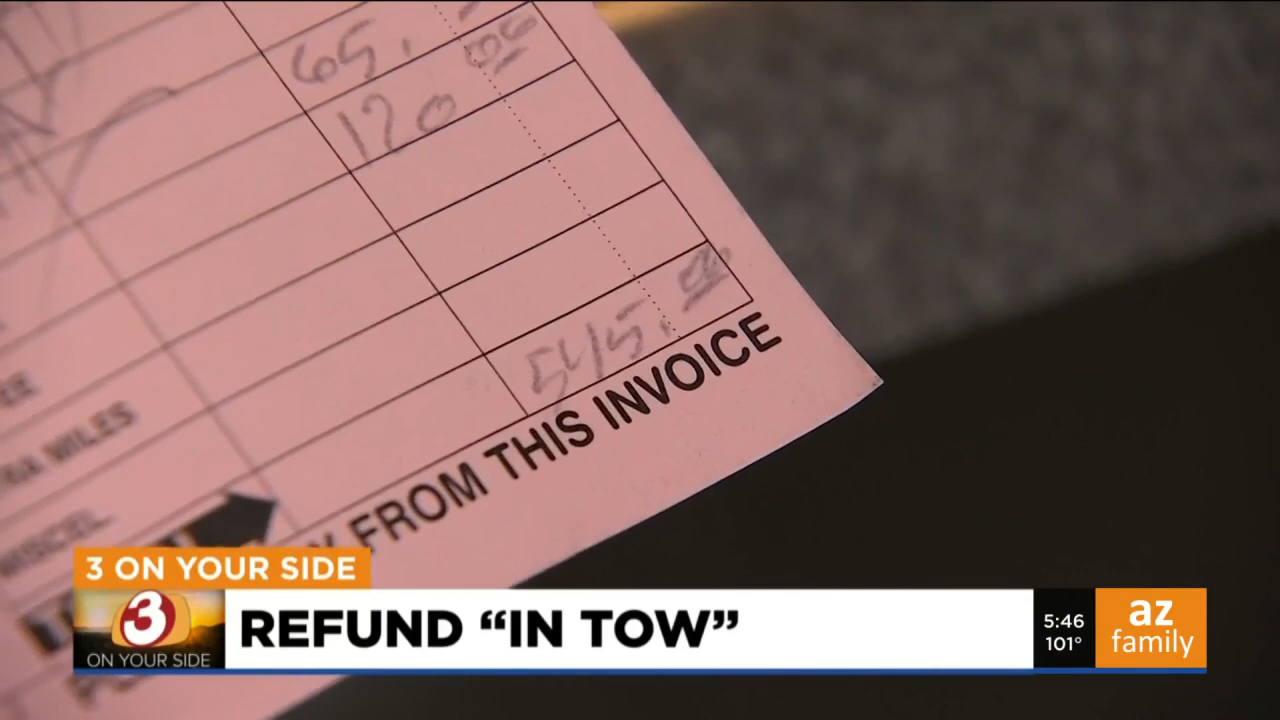 65.
00
120
545.00
RA MILES
MISCEL
FROM THIS INVOICE
3 ON YOUR SIDE
3
ON YOUR SIDE
REFUND “IN TOW”
5:46
101°
az
family